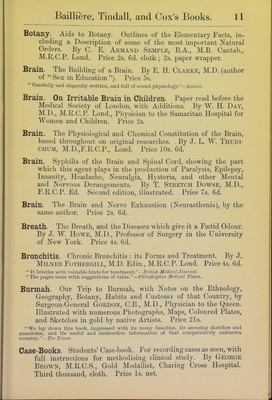 Baillière, Tindall, and Cox's Books. 11
Botany. Aids to Botany. Outlines of the Elementary Facts, in-
cluding a Description of some of the most important Natural
Orders. By C. E. Armand Semple, B.A., M.B. Cantab.,
M.R.C.P. Lond. Price 2s. 6d. cloth; 2s. paper wrapper.
Brain. The Building of a Brain. By E. H. Clarke, M.D. (author
of "Sex in Education"). Price 5s.
"Carefully and elegantly written, and full of sound physiology."—Lancet.
Brain. On Irritable Brain in Children. Paper read before the
Medical Society of London, with Additions. By W. H. Day,
M.D., M.R.C.P. Lond., Physician to the Samaritan Hospital for
Women and Children. Price 2s.
Brain. The Physiological and Chemical Constitution of the Brain,
based throughout on original researches. By J. L. W. Thudi-
chum, M.D., F.R.C.P., Lond. Price 10s. 6d.
Brain. Syphilis of the Brain and Spinal Cord, showing the part
which this agent plays in the production of Paralysis, Epilepsy,
Insanity, Headache, Neuralgia, Hysteria, and other Mental
and Nervous Derangements. By T. Stretch Dowse, M.D.,
F.R.C.P. Ed. Second edition, illustrated. Price 7s. 6d.
Brain. The Brain and Nerve Exhaustion (Neurasthenia), by the
same author. Price 2s. 6d.
Breath. The Breath, and the Diseases which give it a Fœtid Odour.
By J. W. Howe, M.D., Professor of Surgery in the University
of New York. Price 4s. 6d.
Bronchitis. Chronic Bronchitis: its Forms and Treatment. By J.
Milner Fothergill, M.D. Edin., M.R.C.P. Lond. Price 4s. 6d.
"It bristles with valuable hints for treatment."—British Medical Journal.
"The pages teem with suggestions of value."—Philadelphia Medical Times.
Burmah. Our Trip to Burmah, with Notes on the Ethnology,
Geography, Botany, Habits and Customs of that Country, by
Surgeon-General Gordon, C.B., M.D., Physician to the Queen.
Illustrated with numerous Photographs, Maps, Coloured Plates,
and Sketches in gold by native Artists. Price 21s.
"We lay down this book, impressed with its many beauties, its amusing sketches and
anecdotes, and its useful and instructive information of that comparatively unknown
country."—The Times.
Case-Books. Students' Case-book. For recording cases as seen, with
full instructions for methodising clinical study. By George
Brown, M.R.C.S., Gold Medallist, Charing Cross Hospital.
Third thousand, cloth. Price 1s. net.